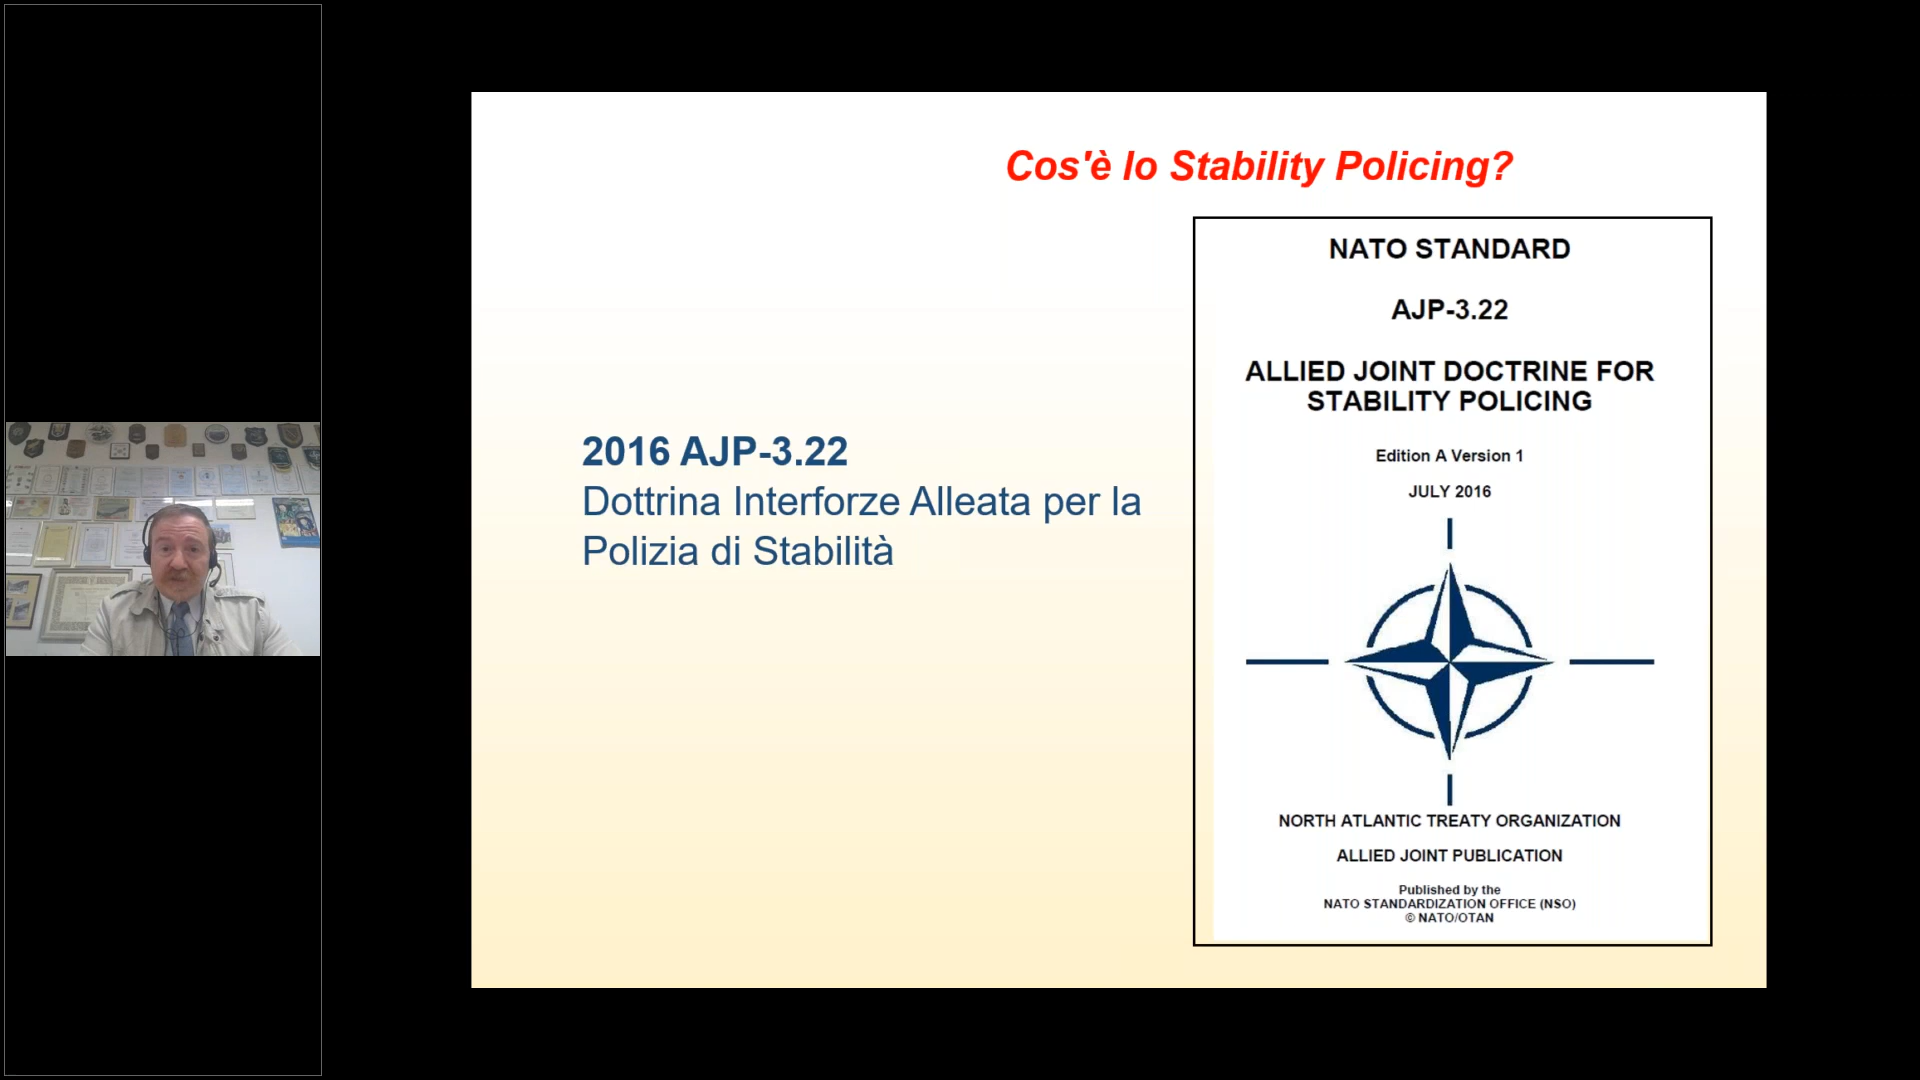 Cos'è lo Stability Policing?
2016 AJP-3.22
Dottrina Interforze Alleata per la
Polizia di Stabilità
NATO STANDARD
AJP-3.22
ALLIED JOINT DOCTRINE FOR
STABILITY POLICING
Edition A Version 1
JULY 2016
NORTH ATLANTIC TREATY ORGANIZATION
ALLIED JOINT PUBLICATION
Published by the
NATO STANDARDIZATION OFFICE (NSO)
© NATO/OTAN